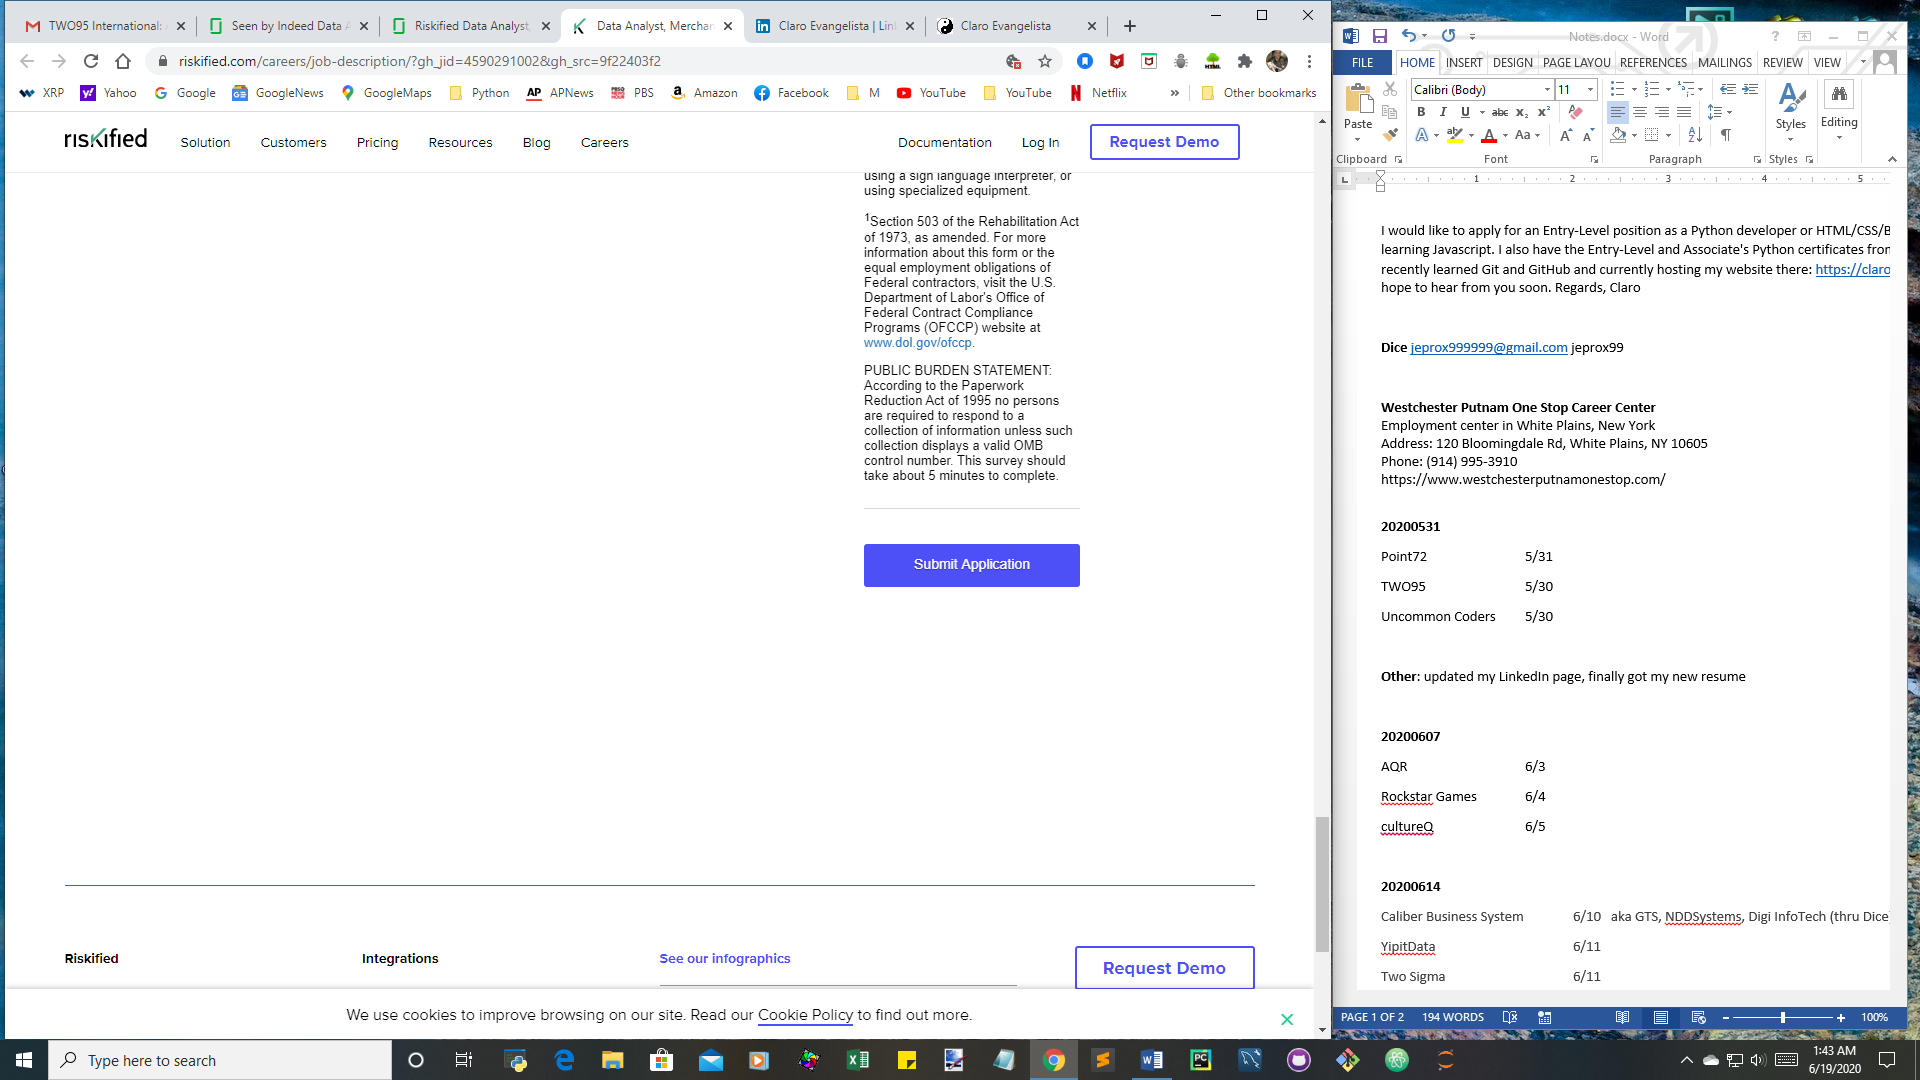 TWO95 International:
Seen by Indeed Data A
Riskified Data Analyst
Data Analyst, Merchan
Claro Evangelista | Lin
Claro Evangelista
riskified.com/careers/job-description/?gh_jid=4590291002&gh_src=9f22403f2
XRP
Yahoo
Google
GoogleNews
GoogleMaps
Python
AP APNews
PBS
Amazon
Facebook
M
YouTube
YouTube
Netflix
»
Other bookmarks
riskified
Solution
Customers
Pricing
Resources
Blog
Careers
Documentation
Log In
Request Demo
using a sign language interpreter, or
using specialized equipment.
1Section 503 of the Rehabilitation Act
of 1973, as amended. For more
information about this form or the
equal employment obligations of
Federal contractors, visit the U.S.
Department of Labor's Office of
Federal Contract Compliance
Programs (OFCCP) website at
www.dol.gov/ofccp.
PUBLIC BURDEN STATEMENT:
According to the Paperwork
Reduction Act of 1995 no persons
are required to respond to a
collection of information unless such
collection displays a valid OMB
control number. This survey should
take about 5 minutes to complete.
Submit Application
Riskified
Integrations
See our infographics
Request Demo
We use cookies to improve browsing on our site. Read our Cookie Policy to find out more.
Notes.docx - Word
FILE
HOME
INSERT
DESIGN
PAGE LAYOU
REFERENCES
MAILINGS
REVIEW
VIEW
Calibri (Body)
11
Paste
B I U abc x₂ x²
A ab A Aa A A
Styles
Editing
Clipboard
Font
Paragraph
Styles
1 2 3 4 5
I would like to apply for an Entry-Level position as a Python developer or HTML/CSS/B
learning Javascript. I also have the Entry-Level and Associate's Python certificates from
recently learned Git and GitHub and currently hosting my website there: https://claro
hope to hear from you soon. Regards, Claro
Dice jeprox999999@gmail.com jeprox99
Westchester Putnam One Stop Career Center
Employment center in White Plains, New York
Address: 120 Bloomingdale Rd, White Plains, NY 10605
Phone: (914) 995-3910
https://www.westchesterputnamonestop.com/
20200531
Point72 5/31
TWO95 5/30
Uncommon Coders 5/30
Other: updated my LinkedIn page, finally got my new resume
20200607
AQR 6/3
Rockstar Games 6/4
cultureQ 6/5
20200614
Caliber Business System 6/10 aka GTS, NDDSystems, Digi InfoTech (thru Dice
YipitData 6/11
Two Sigma 6/11
PAGE 1 OF 2
194 WORDS
100%
Type here to search
1:43 AM
6/19/2020